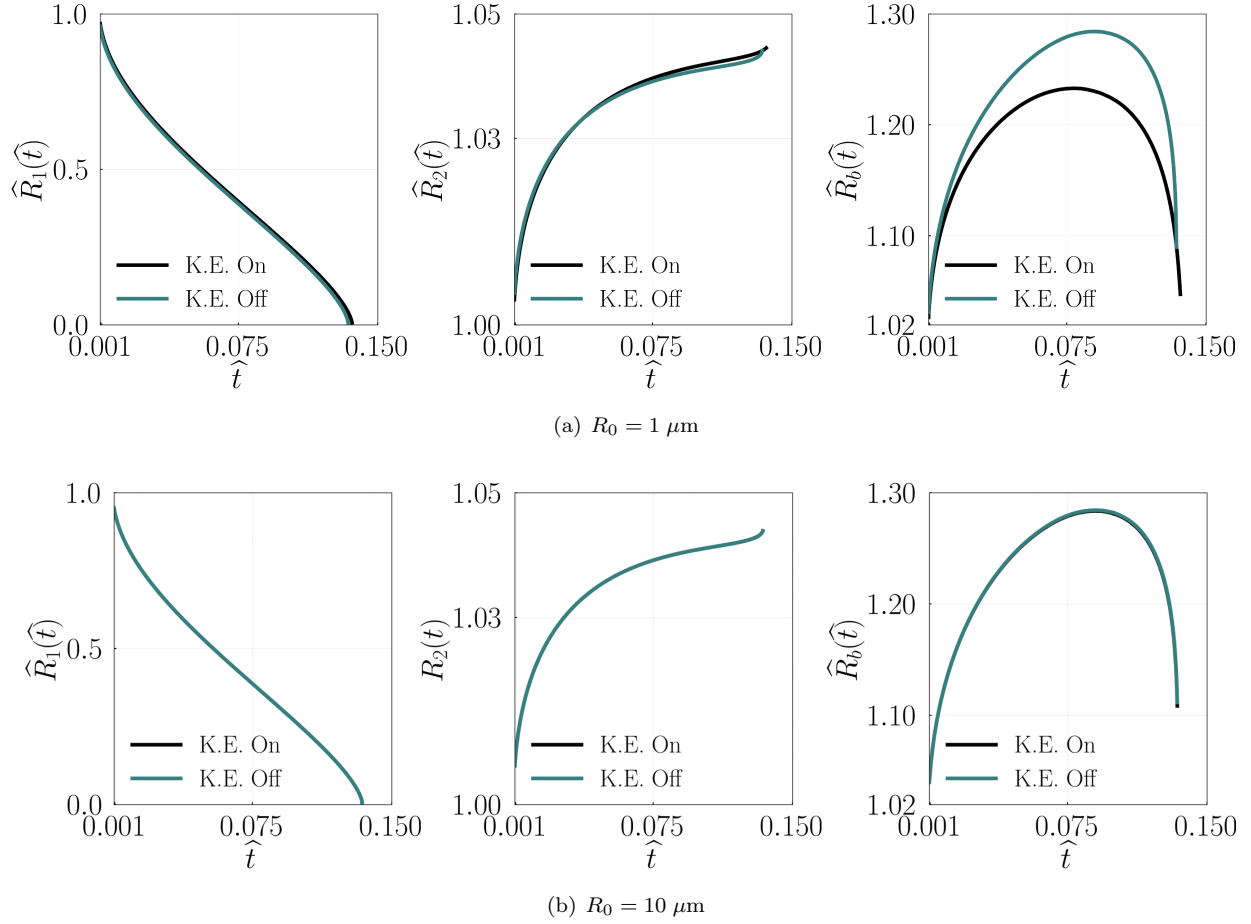 1.0
0.5
0.0
0.001
0.075
0.150
R̂₁(t̂)
t̂
K.E. On
K.E. Off
1.05
1.03
1.00
0.001
0.075
0.150
R̂₂(t̂)
t̂
K.E. On
K.E. Off
1.30
1.20
1.10
1.02
0.001
0.075
0.150
R̂_b(t̂)
t̂
K.E. On
K.E. Off
(a) R₀ = 1 μm
1.0
0.5
0.0
0.001
0.075
0.150
R̂₁(t̂)
t̂
K.E. On
K.E. Off
1.05
1.03
1.00
0.001
0.075
0.150
R₂(t)
t̂
K.E. On
K.E. Off
1.30
1.20
1.10
1.02
0.001
0.075
0.150
R̂_b(t̂)
t̂
K.E. On
K.E. Off
(b) R₀ = 10 μm